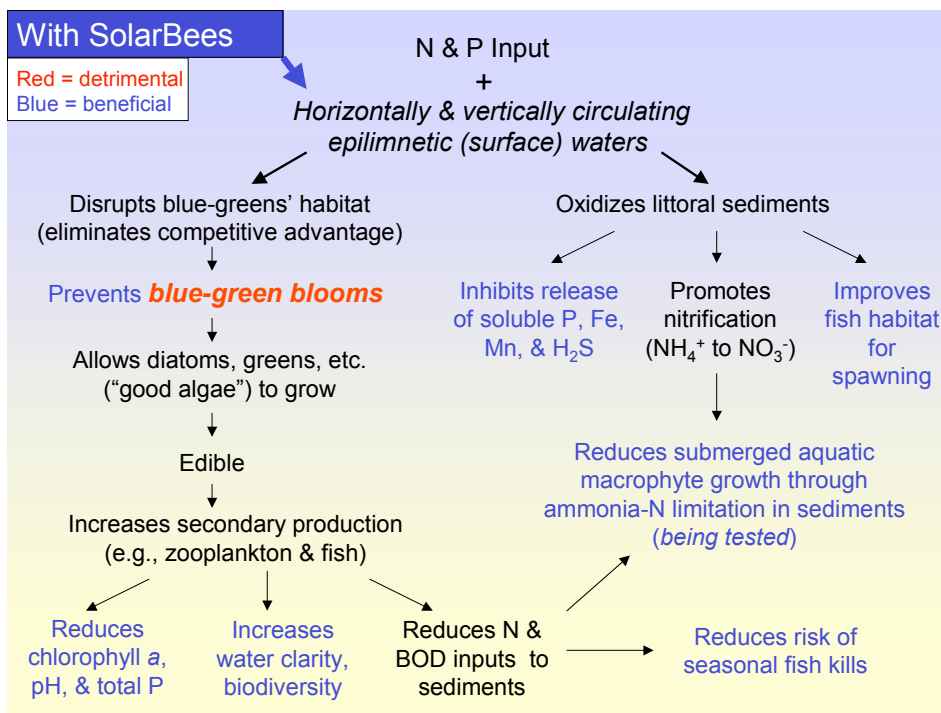 With SolarBees
Red = detrimental
Blue = beneficial
N & P Input
+
Horizontally & vertically circulating
epilimnetic (surface) waters
Disrupts blue-greens' habitat
(eliminates competitive advantage)
Prevents blue-green blooms
Allows diatoms, greens, etc.
("good algae") to grow
Edible
Increases secondary production
(e.g., zooplankton & fish)
Reduces
chlorophyll a,
pH, & total P
Increases
water clarity,
biodiversity
Reduces N &
BOD inputs to
sediments
Oxidizes littoral sediments
Inhibits release
of soluble P, Fe,
Mn, & H₂S
Promotes
nitrification
(NH₄⁺ to NO₃⁻)
Improves
fish habitat
for
spawning
Reduces submerged aquatic
macrophyte growth through
ammonia-N limitation in sediments
(being tested)
Reduces risk of
seasonal fish kills